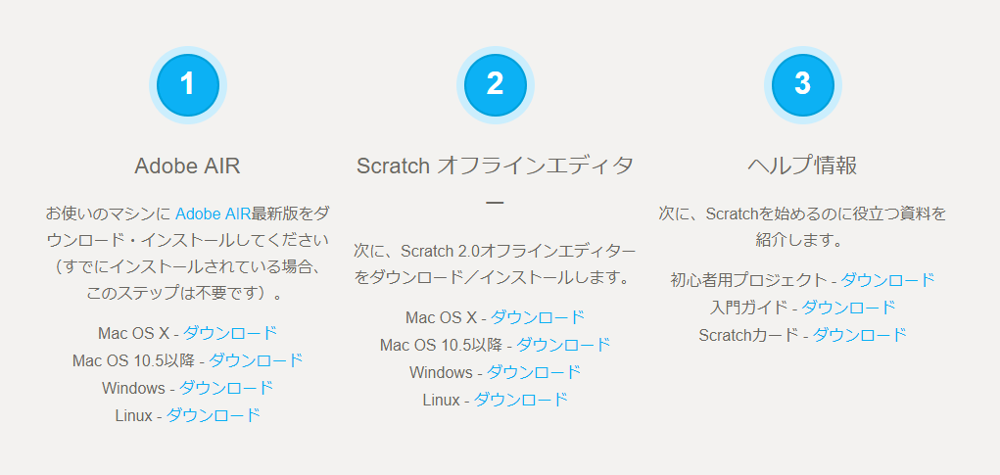 1
Adobe AIR
お使いのマシンに Adobe AIR最新版をダ
ウンロード・インストールしてください
（すでにインストールされている場合、
このステップは不要です）。
Mac OS X - ダウンロード
Mac OS 10.5以降 - ダウンロード
Windows - ダウンロード
Linux - ダウンロード
2
Scratch オフラインエディタ
ー
次に、Scratch 2.0オフラインエディター
をダウンロード／インストールします。
Mac OS X - ダウンロード
Mac OS 10.5以降 - ダウンロード
Windows - ダウンロード
Linux - ダウンロード
3
ヘルプ情報
次に、Scratchを始めるのに役立つ資料を
紹介します。
初心者用プロジェクト - ダウンロード
入門ガイド - ダウンロード
Scratchカード - ダウンロード